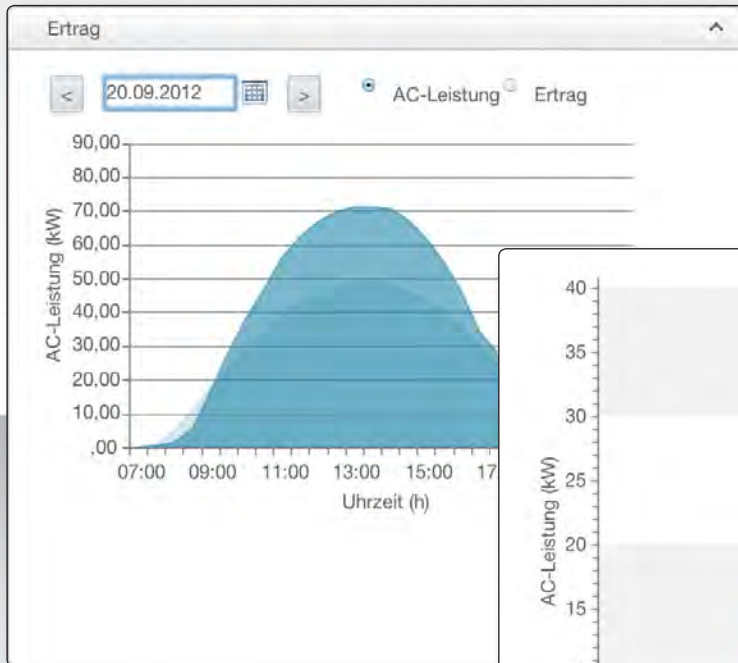 Ertrag
< 20.09.2012 > AC-Leistung Ertrag
90,00
80,00
70,00
60,00
50,00
40,00
30,00
20,00
10,00
,00
AC-Leistung (kW)
07:00 09:00 11:00 13:00 15:00 17:
Uhrzeit (h)
40
35
30
25
20
15
AC-Leistung (kW)